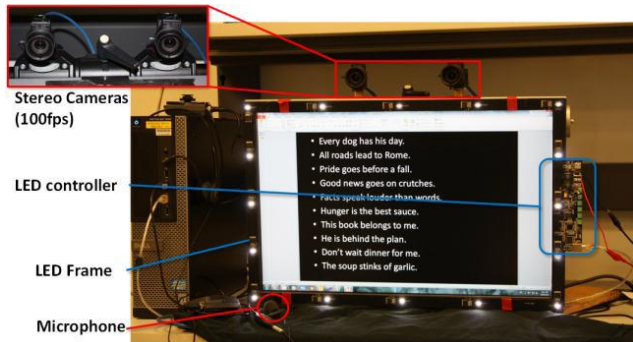 Stereo Cameras
(100fps)
LED controller
LED Frame
Microphone
• Every dog has his day.
• All roads lead to Rome.
• Pride goes before a fall.
• Good news goes on crutches.
• Facts speak louder than words.
• Hunger is the best sauce.
• This book belongs to me.
• He is behind the plan.
• Don't wait dinner for me.
• The soup stinks of garlic.